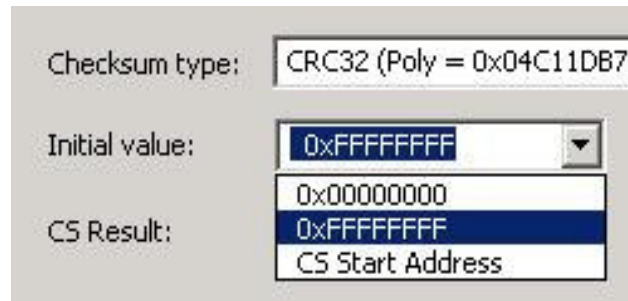 Checksum type: CRC32 (Poly = 0x04C11DB7
Initial value: 0xFFFFFFFF
0x00000000
0xFFFFFFFF
CS Result:
CS Start Address